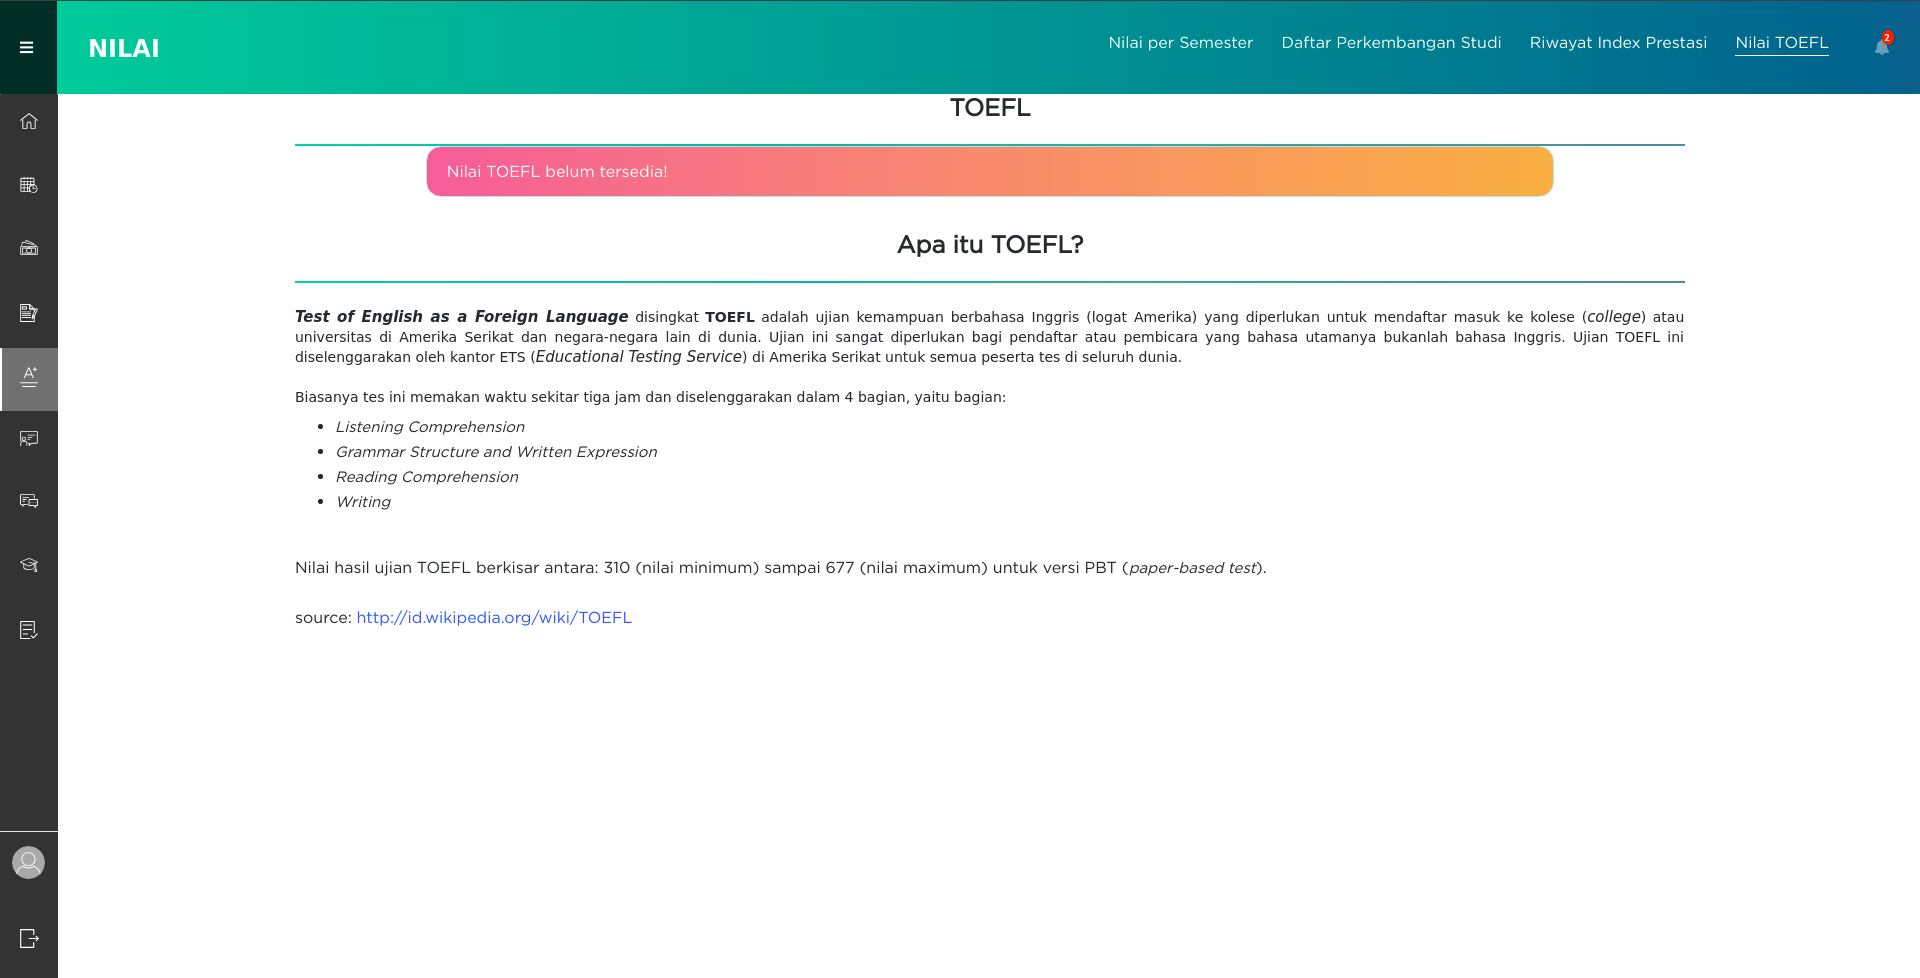 NILAI
Nilai per Semester
Daftar Perkembangan Studi
Riwayat Index Prestasi
Nilai TOEFL
2
TOEFL
Nilai TOEFL belum tersedia!
Apa itu TOEFL?
Test of English as a Foreign Language disingkat TOEFL adalah ujian kemampuan berbahasa Inggris (logat Amerika) yang diperlukan untuk mendaftar masuk ke kolese (college) atau
universitas di Amerika Serikat dan negara-negara lain di dunia. Ujian ini sangat diperlukan bagi pendaftar atau pembicara yang bahasa utamanya bukanlah bahasa Inggris. Ujian TOEFL ini
diselenggarakan oleh kantor ETS (Educational Testing Service) di Amerika Serikat untuk semua peserta tes di seluruh dunia.
Biasanya tes ini memakan waktu sekitar tiga jam dan diselenggarakan dalam 4 bagian, yaitu bagian:
• Listening Comprehension
• Grammar Structure and Written Expression
• Reading Comprehension
• Writing
Nilai hasil ujian TOEFL berkisar antara: 310 (nilai minimum) sampai 677 (nilai maximum) untuk versi PBT (paper-based test).
source: http://id.wikipedia.org/wiki/TOEFL